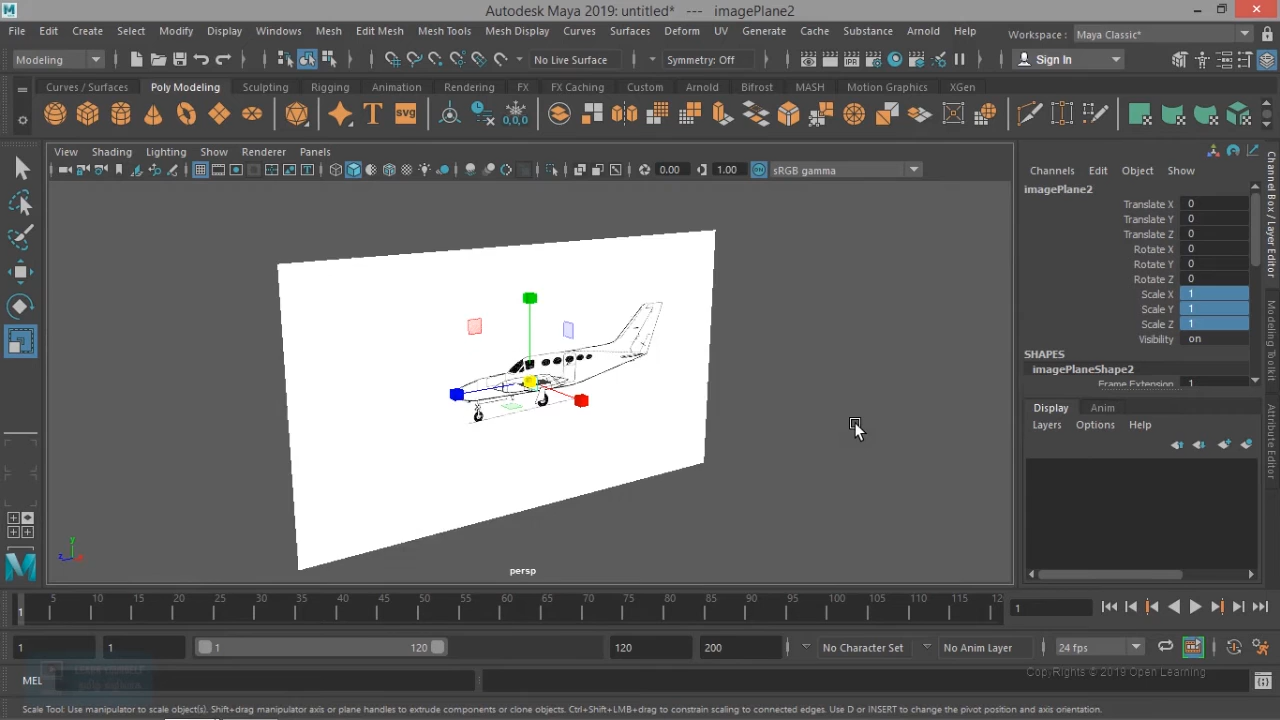 Autodesk Maya 2019: untitled* --- imagePlane2
File Edit Create Select Modify Display Windows Mesh Edit Mesh Mesh Tools Mesh Display Curves Surfaces Deform UV Generate Cache Substance Arnold Help Workspace : Maya Classic*
Modeling No Live Surface Symmetry: Off Sign In
Curves / Surfaces Poly Modeling Sculpting Rigging Animation Rendering FX FX Caching Custom Arnold Bifrost MASH Motion Graphics XGen
T svg 0,0,0
View Shading Lighting Show Renderer Panels
0.00 1.00 ON sRGB gamma
Channels Edit Object Show
imagePlane2
Translate X 0
Translate Y 0
Translate Z 0
Rotate X 0
Rotate Y 0
Rotate Z 0
Scale X 1
Scale Y 1
Scale Z 1
Visibility on
SHAPES
imagePlaneShape2
Frame Extension 1
Display Anim
Layers Options Help
Channel Box / Layer Editor
Modeling Toolkit
Attribute Editor
y
z
persp
1 5 10 15 20 25 30 35 40 45 50 55 60 65 70 75 80 85 90 95 100 105 110 115 12 1
1 1 1 120 120 200 No Character Set No Anim Layer 24 fps
MEL
CopyRights © 2019 Open Learning
Scale Tool: Use manipulator to scale object(s). Shift+drag manipulator axis or plane handles to extrude components or clone objects. Ctrl+Shift+LMB+drag to constrain scaling to connected edges. Use D or INSERT to change the pivot position and axis orientation.